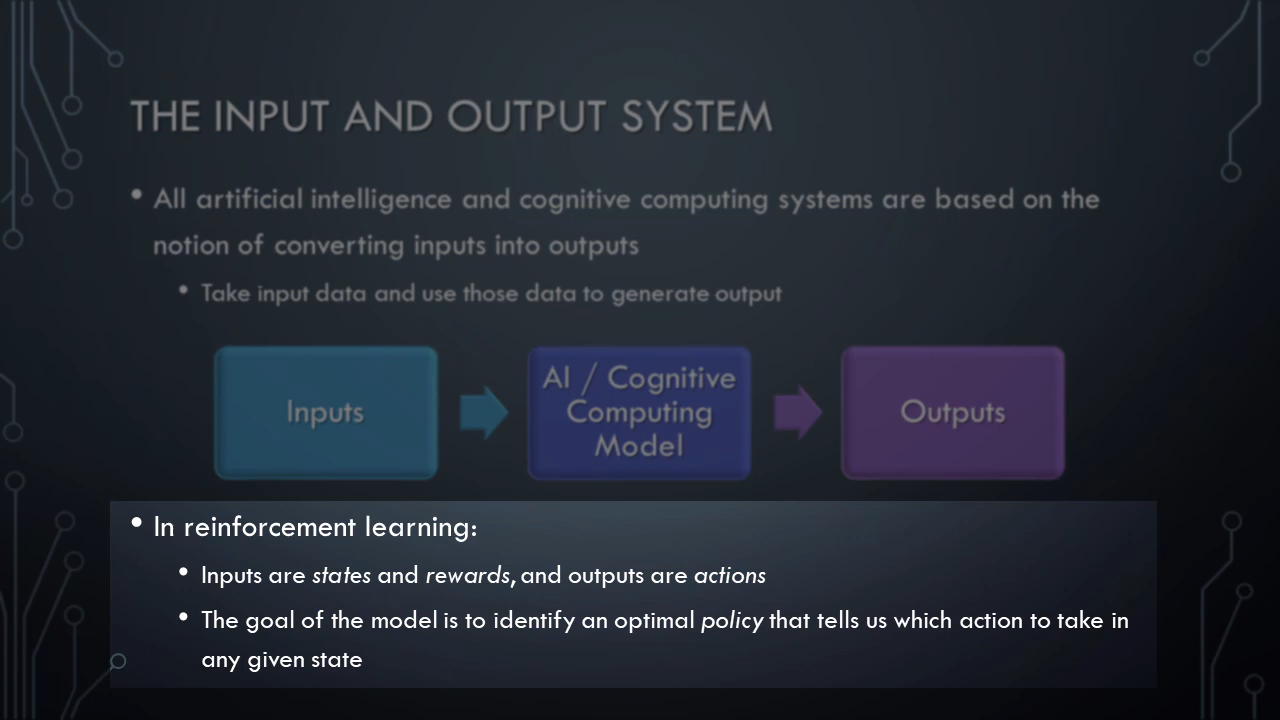 THE INPUT AND OUTPUT SYSTEM
• All artificial intelligence and cognitive computing systems are based on the
notion of converting inputs into outputs
• Take input data and use those data to generate output
Inputs
AI / Cognitive
Computing
Model
Outputs
• In reinforcement learning:
• Inputs are states and rewards, and outputs are actions
• The goal of the model is to identify an optimal policy that tells us which action to take in
any given state